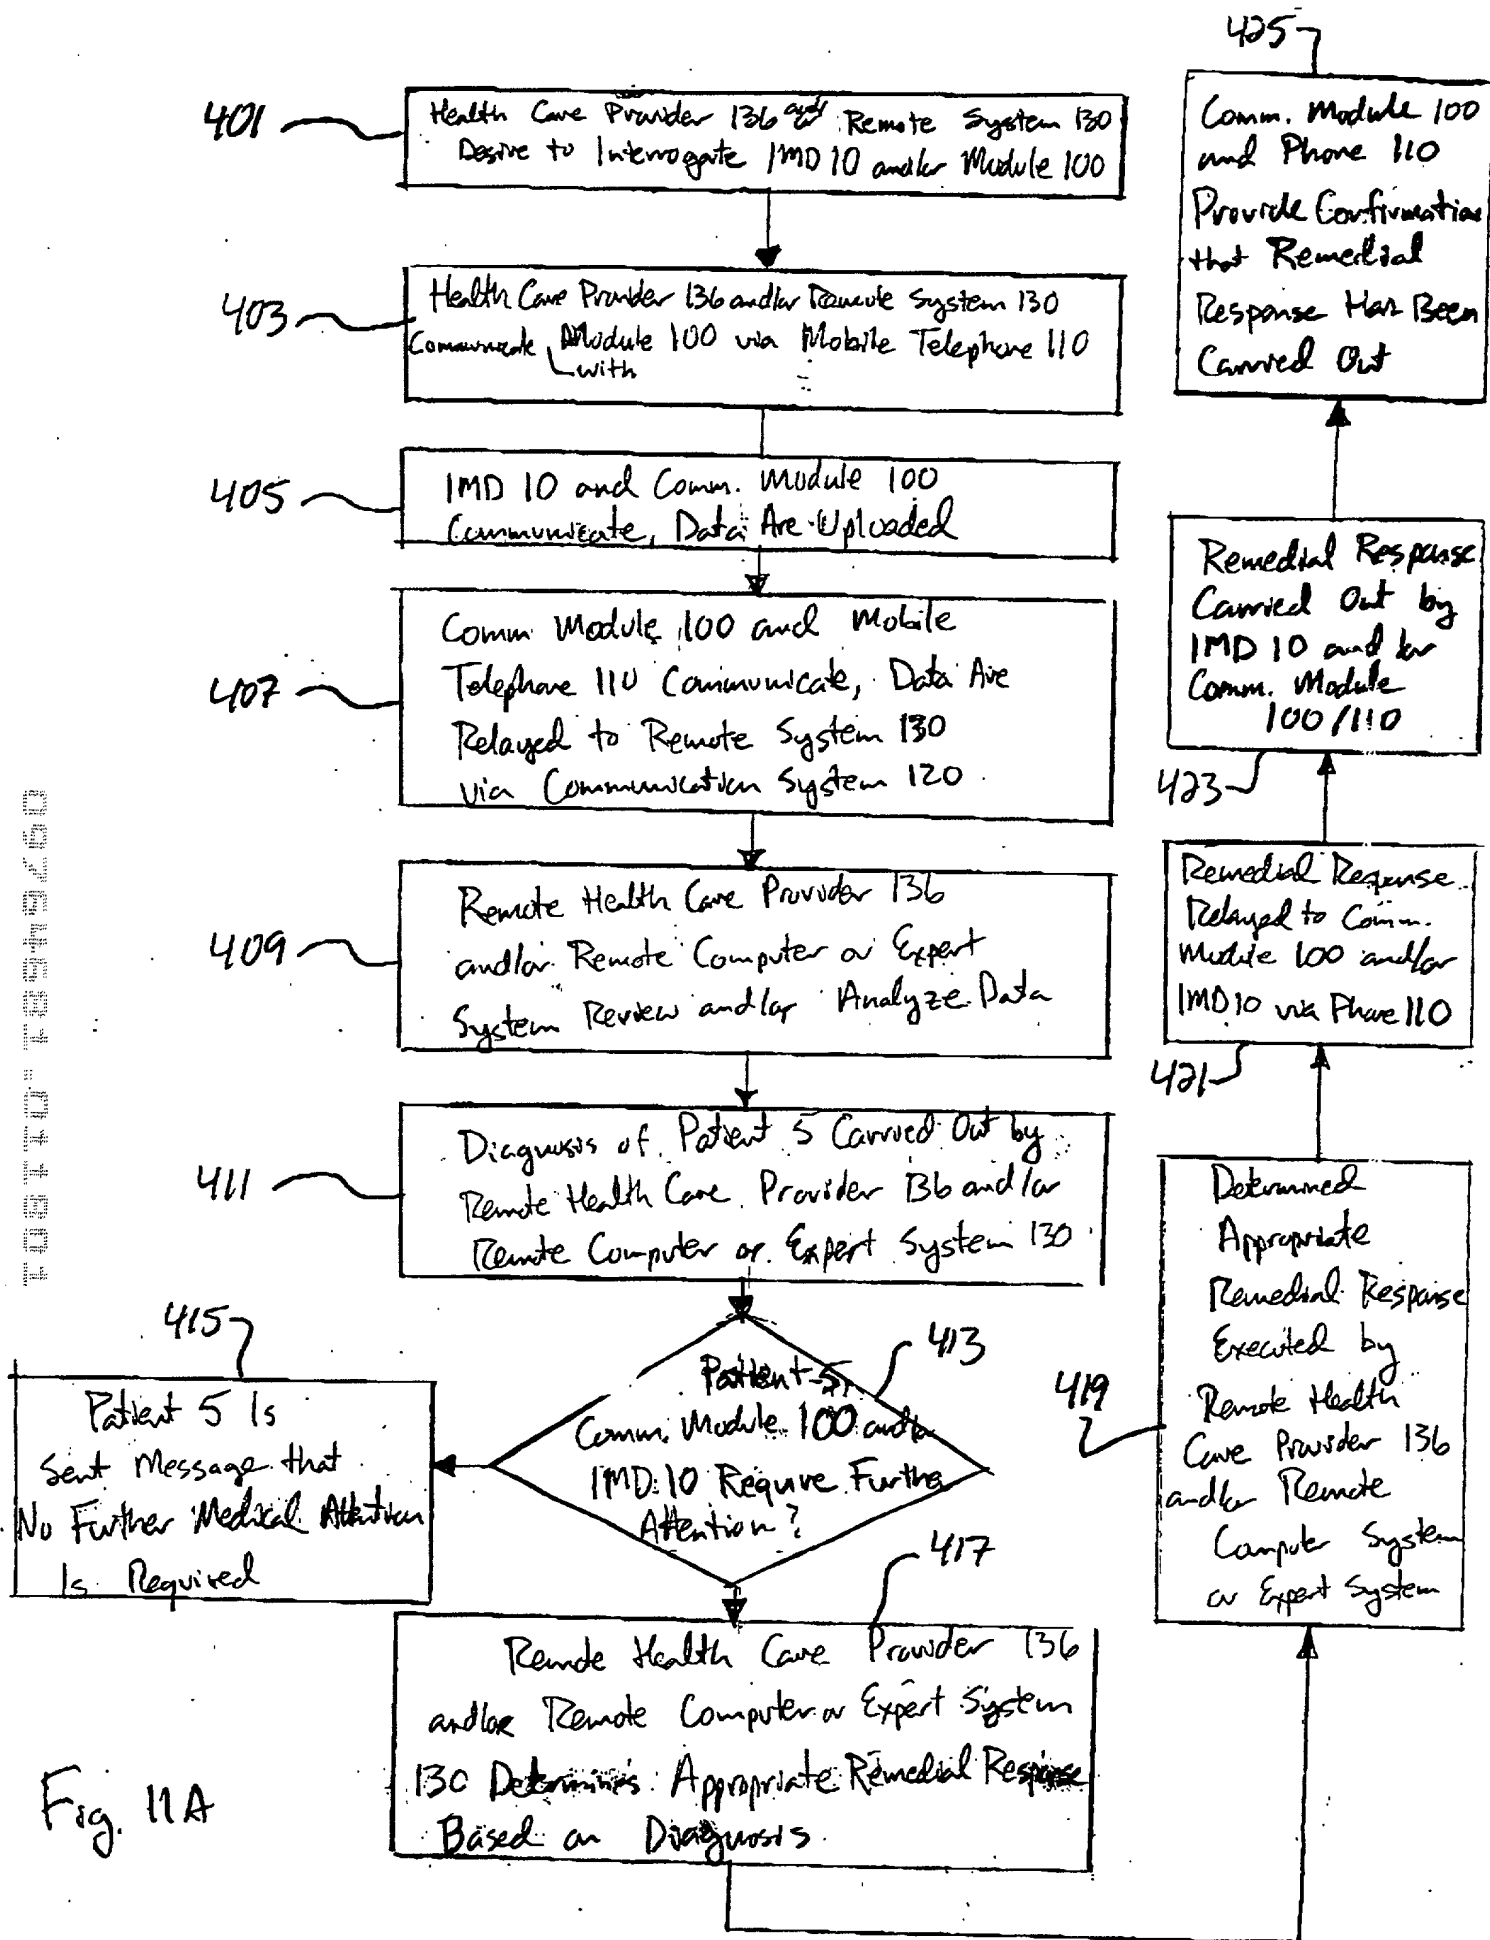 401
Health Care Provider 136 and/or Remote System 130
Desire to Interrogate IMD 10 and/or Module 100
403
Health Care Provider 136 and/or Remote System 130
Communicate with Module 100 via Mobile Telephone 110
405
IMD 10 and Comm. Module 100
Communicate, Data Are Uploaded
407
Comm. Module 100 and Mobile
Telephone 110 Communicate, Data Are
Relayed to Remote System 130
via Communication System 120
409
Remote Health Care Provider 136
and/or Remote Computer or Expert
System Review and/or Analyze Data
411
Diagnosis of Patient 5 Carried Out by
Remote Health Care Provider 136 and/or
Remote Computer or Expert System 130
413
Patient 5,
Comm. Module 100 and/or
IMD 10 Require Further
Attention?
415
Patient 5 Is
Sent Message that
No Further Medical Attention
Is Required
417
Remote Health Care Provider 136
and/or Remote Computer or Expert System
130 Determines Appropriate Remedial Response
Based on Diagnosis
419
Determined
Appropriate
Remedial Response
Executed by
Remote Health
Care Provider 136
and/or Remote
Computer System
or Expert System
421
Remedial Response
Relayed to Comm.
Module 100 and/or
IMD 10 via Phone 110
423
Remedial Response
Carried Out by
IMD 10 and/or
Comm. Module
100/110
425
Comm. Module 100
and Phone 110
Provide Confirmation
that Remedial
Response Has Been
Carried Out
Fig. 11A